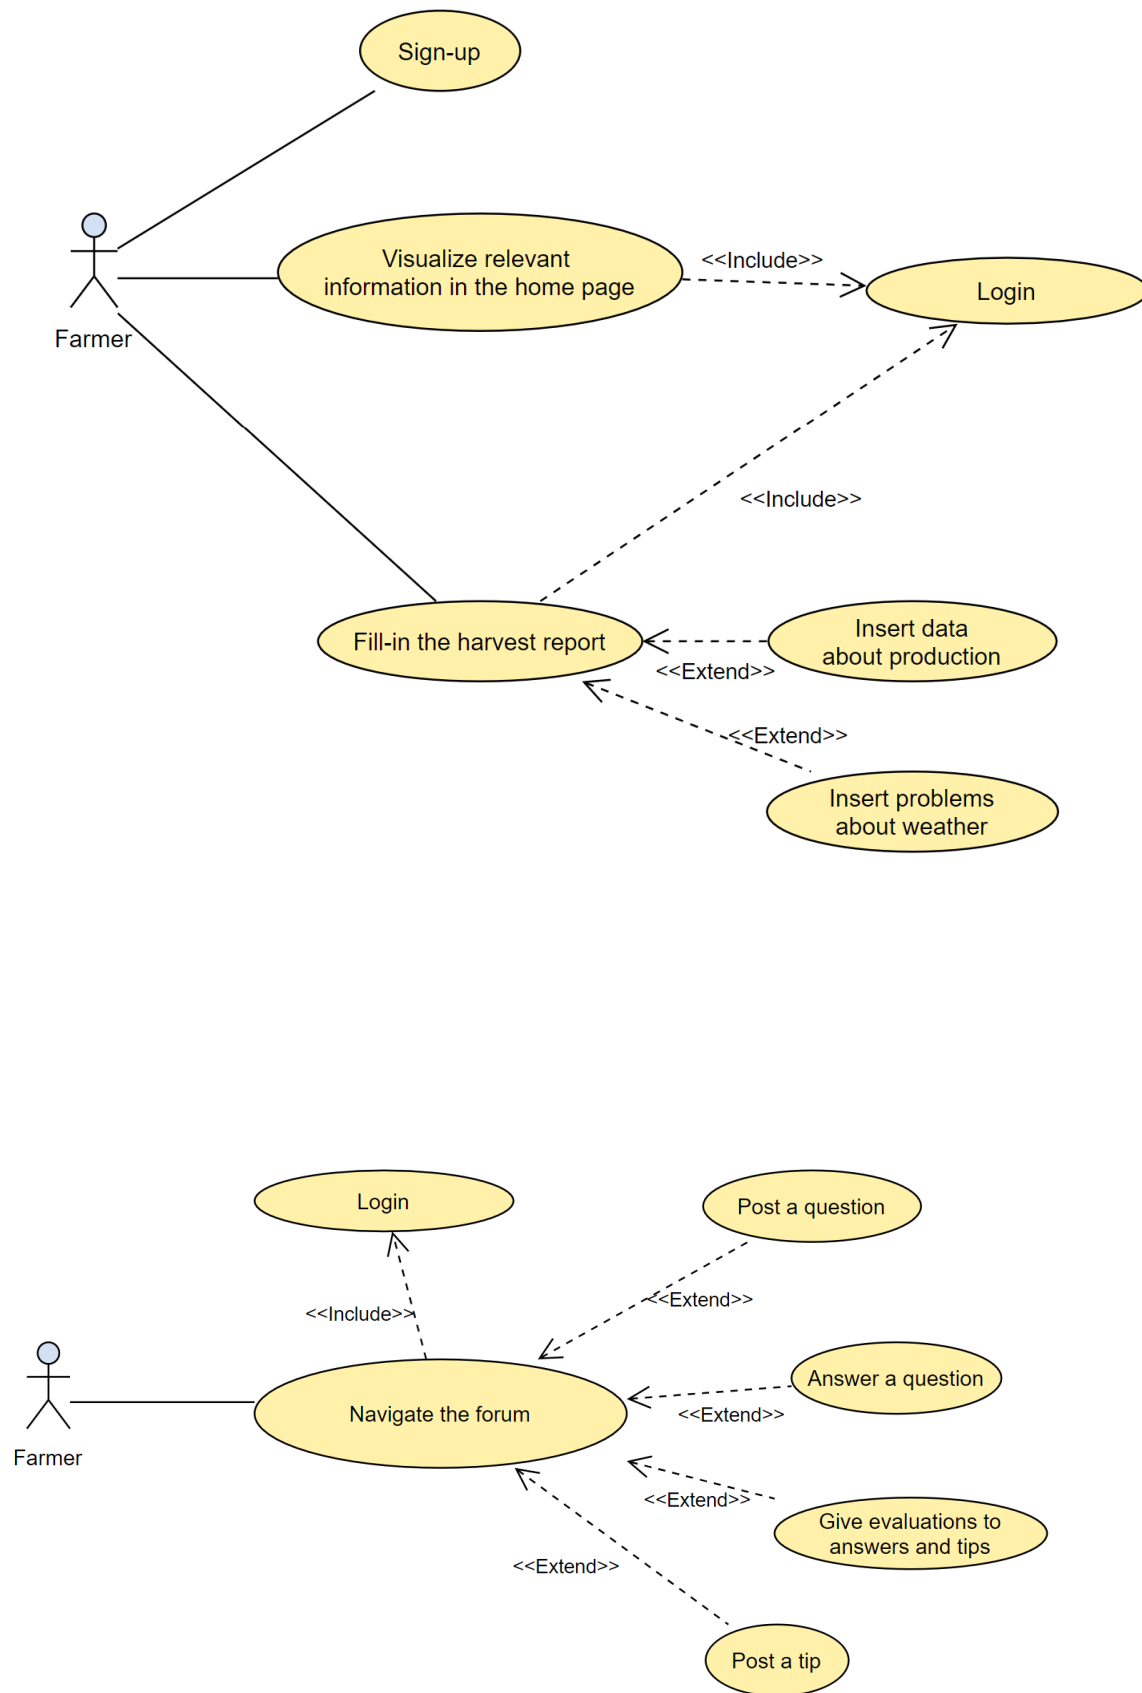 Sign-up
Visualize relevant
information in the home page
<<Include>>
Login
Farmer
<<Include>>
Fill-in the harvest report
Insert data
about production
<<Extend>>
<<Extend>>
Insert problems
about weather
Login
Post a question
<<Include>>
<<Extend>>
Answer a question
Navigate the forum
<<Extend>>
Farmer
<<Extend>>
Give evaluations to
answers and tips
<<Extend>>
Post a tip